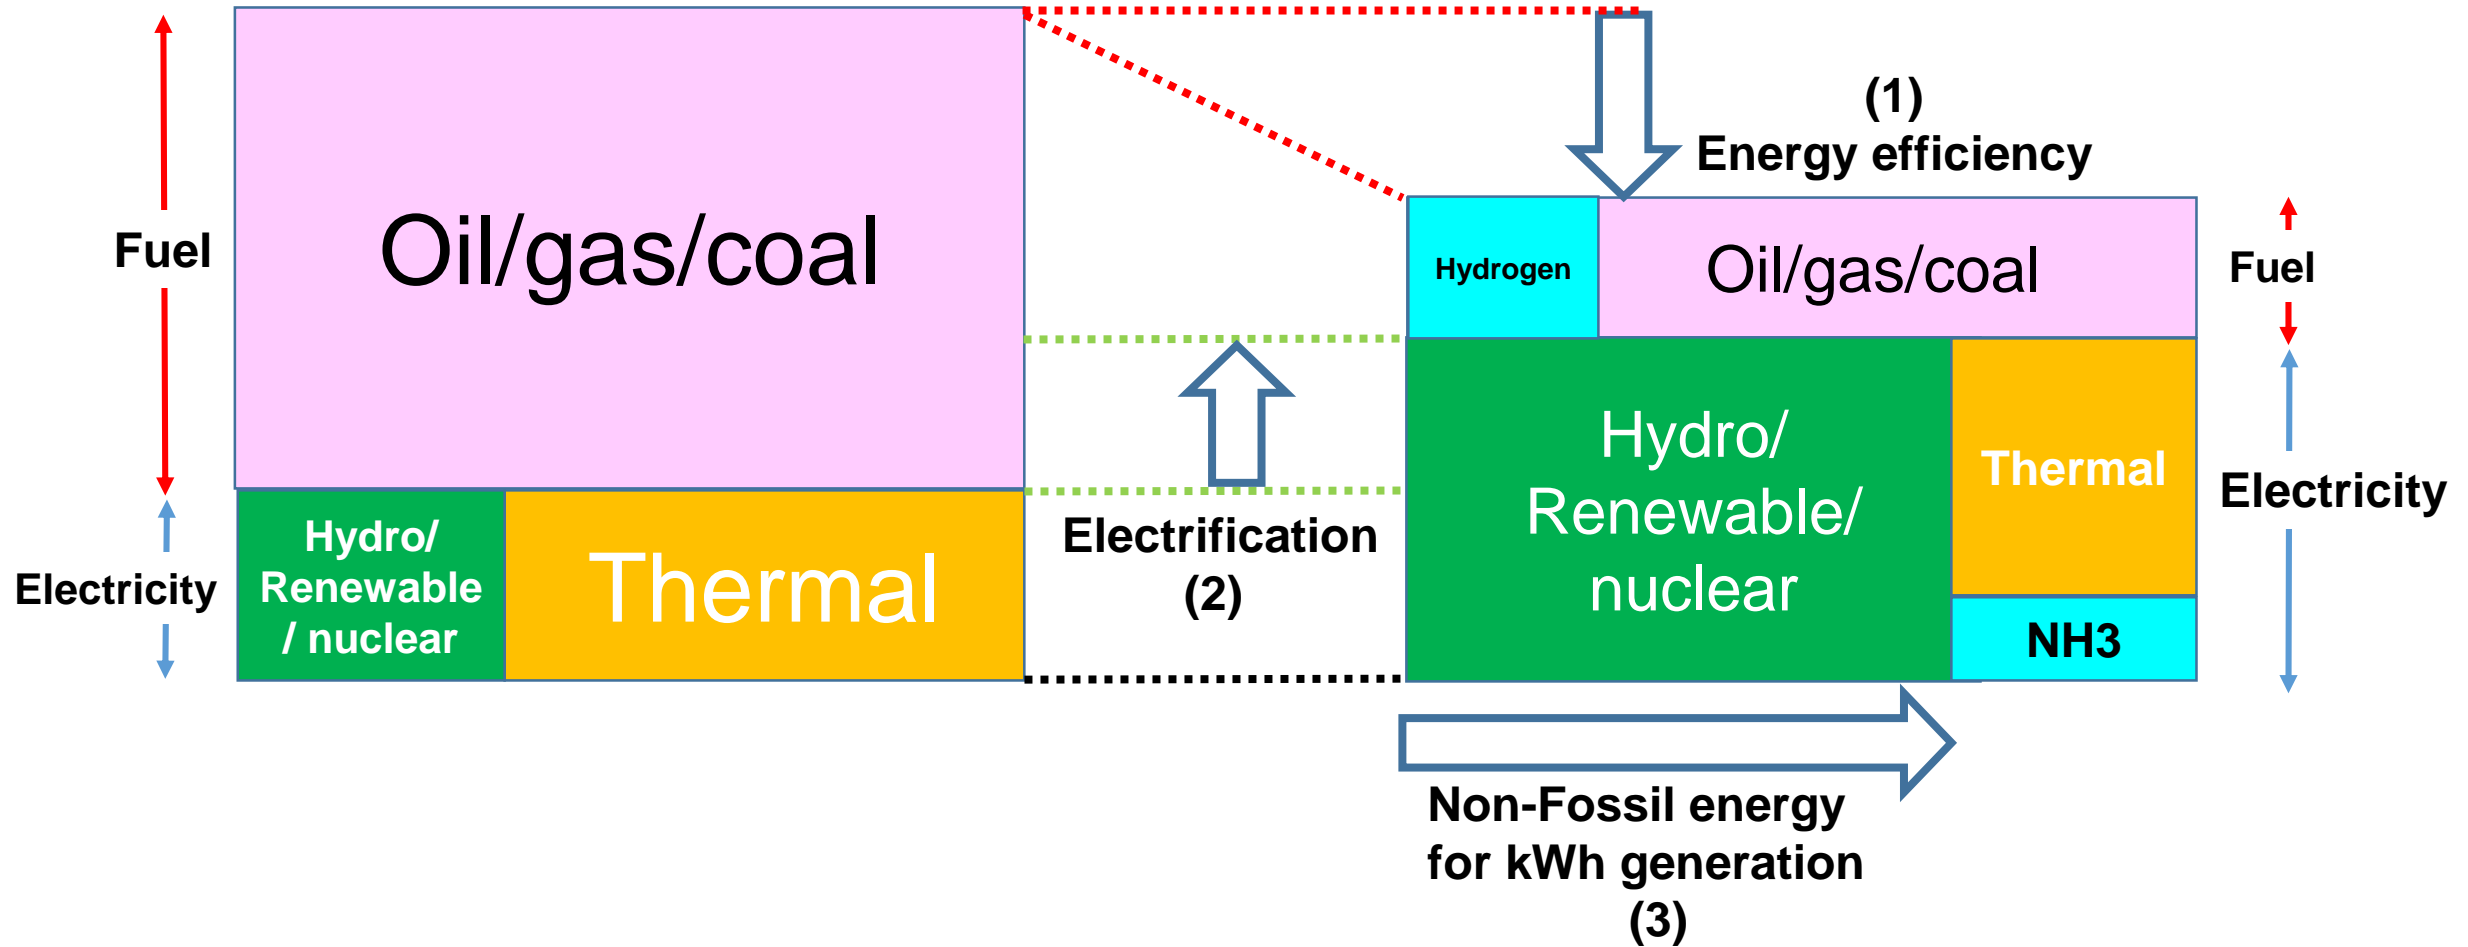 Fuel
Electricity
Oil/gas/coal
Hydro/
Renewable
/ nuclear
Thermal
Electrification
(2)
(1)
Energy efficiency
Hydrogen
Oil/gas/coal
Hydro/
Renewable/
nuclear
Thermal
NH3
Fuel
Electricity
Non-Fossil energy
for kWh generation
(3)